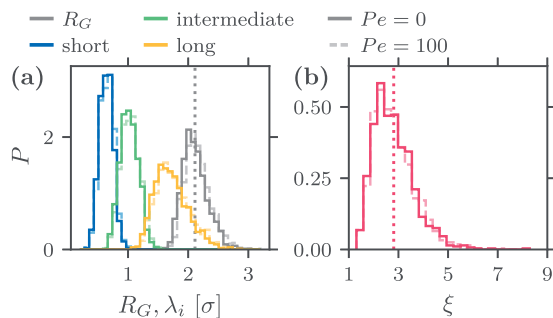 R_G intermediate Pe = 0
short long Pe = 100
(a) (b)
P
2
0
1 2 3
R_G, λ_i [σ]
0.50
0.25
0.00
1 3 5 7 9
ξ